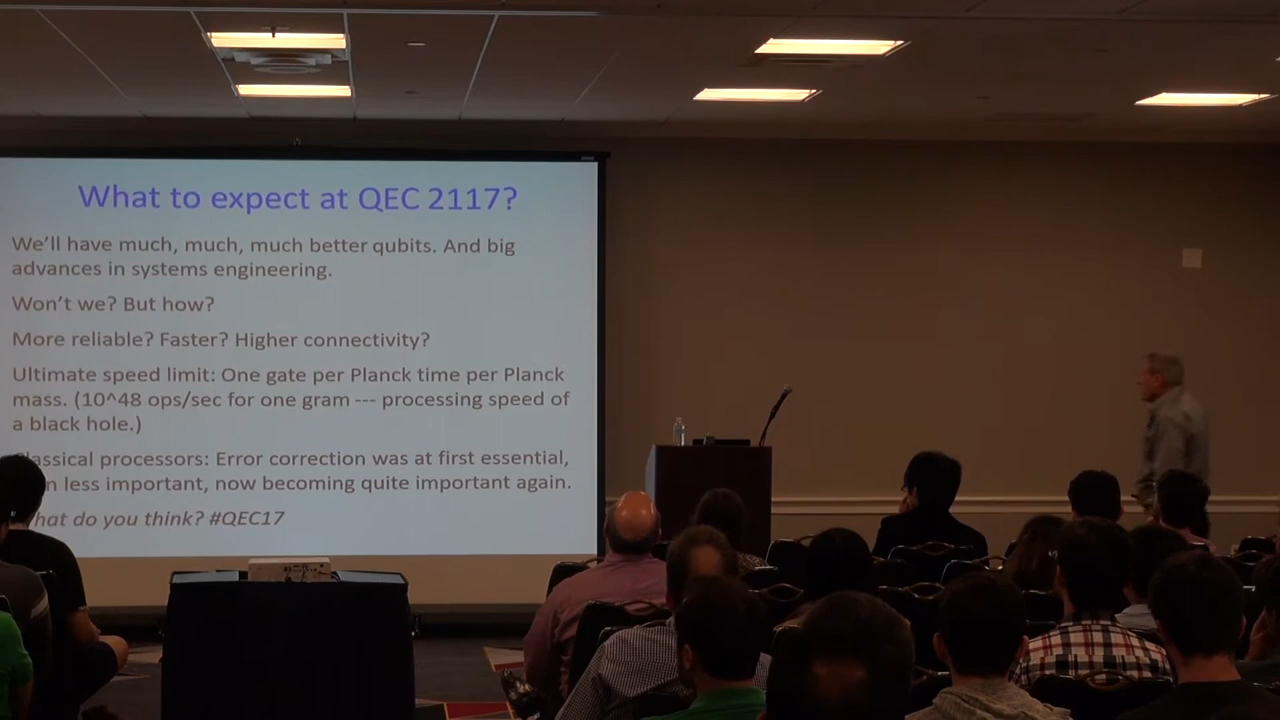 What to expect at QEC 2117?
We'll have much, much, much better qubits. And big
advances in systems engineering.
Won't we? But how?
More reliable? Faster? Higher connectivity?
Ultimate speed limit: One gate per Planck time per Planck
mass. (10^48 ops/sec for one gram --- processing speed of
a black hole.)
lassical processors: Error correction was at first essential,
n less important, now becoming quite important again.
hat do you think? #QEC17